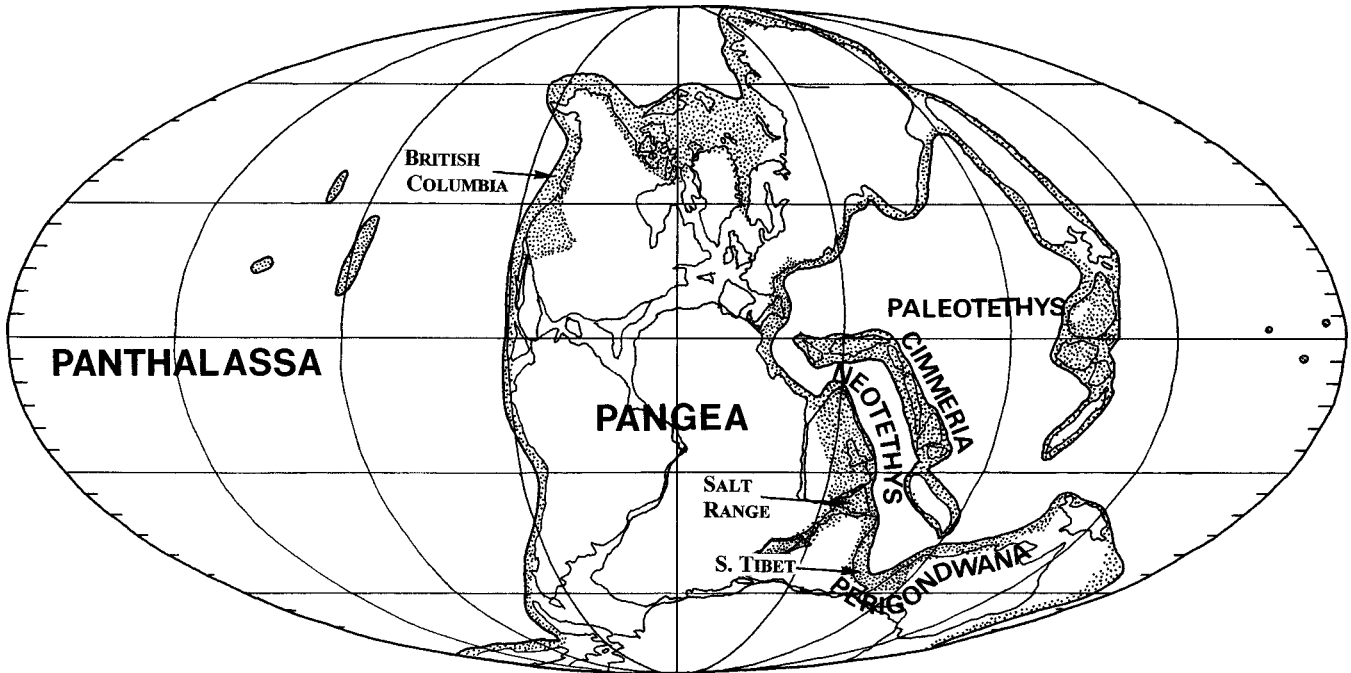 BRITISH
COLUMBIA
PALEOTETHYS
PANTHALASSA
CIMMERIA
NEOTETHYS
PANGEA
SALT
RANGE
S. TIBET
PERIGONDWANA